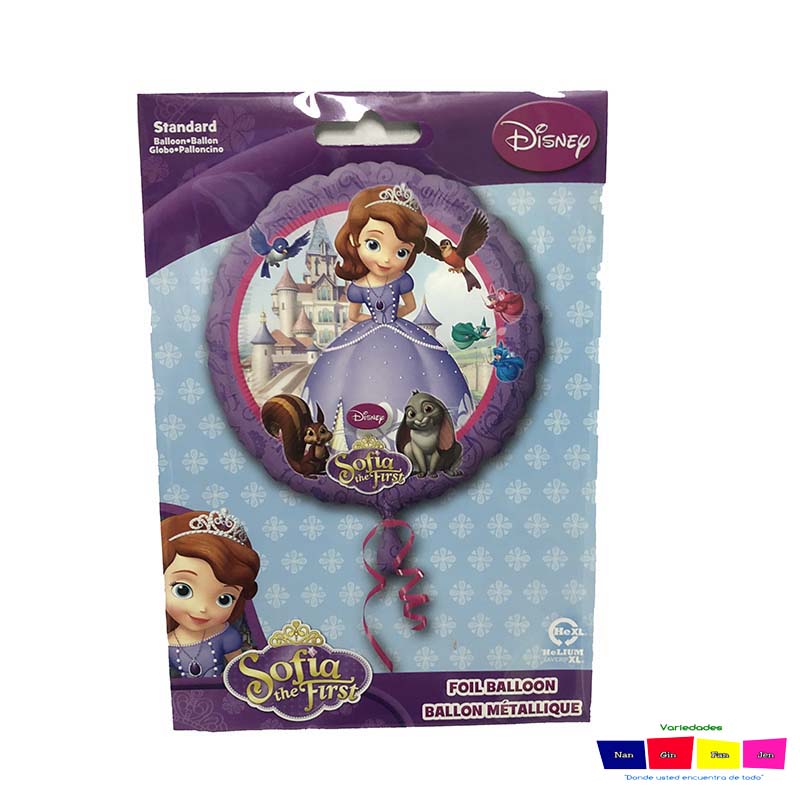 Standard
Balloon•Ballon
Globo•Palloncino
Disney
Disney
Sofia
the First
Sofia
the First
HeXL
HeLIUM
SAVERS XL.
FOIL BALLOON
BALLON MÉTALLIQUE
Variedades
Nan Gin Fan Jen
"Donde usted encuentra de todo"